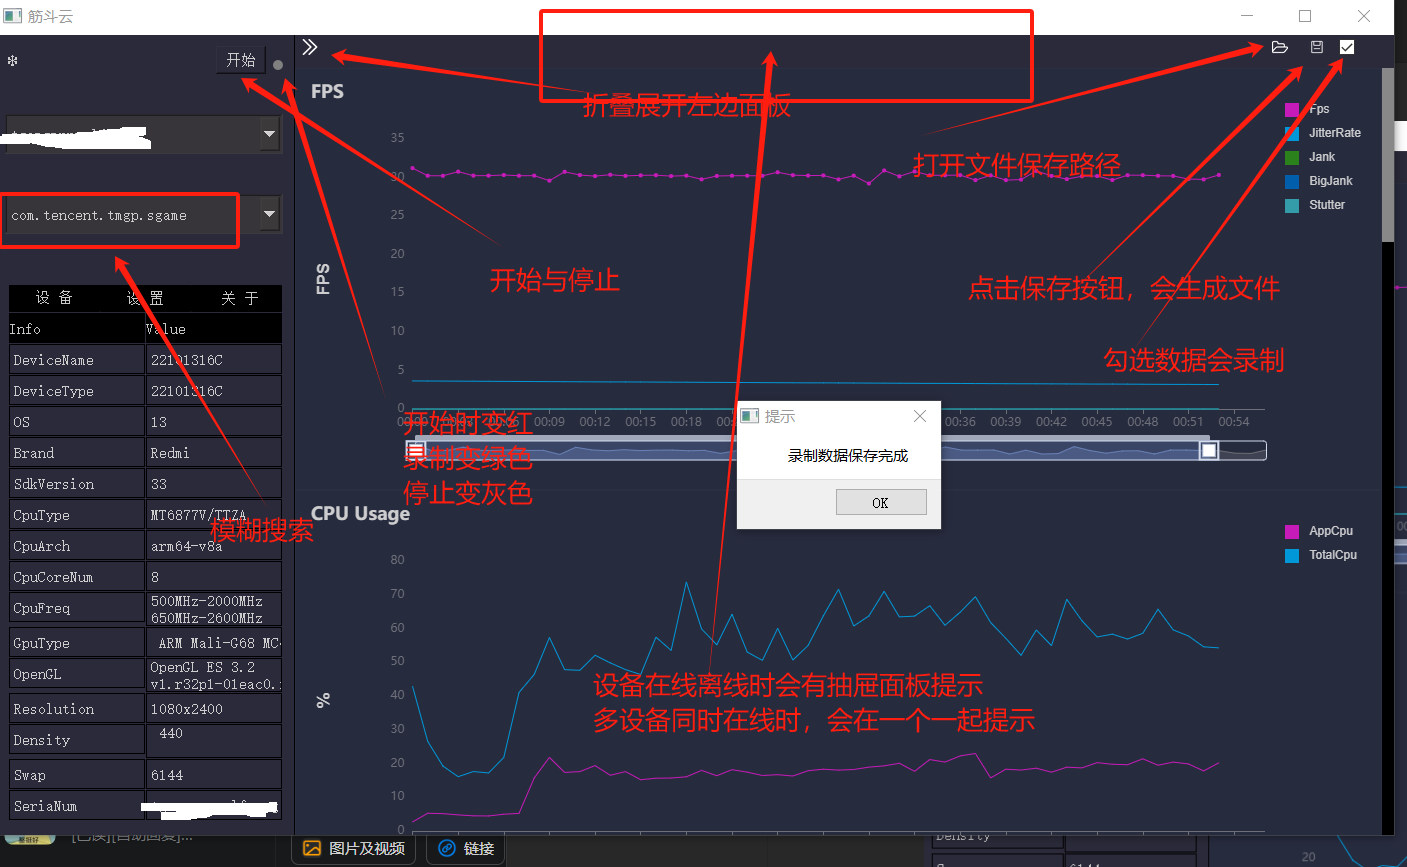 筋斗云
开始
折叠展开左边面板
FPS
Fps
JitterRate
Jank
BigJank
Stutter
打开文件保存路径
com.tencent.tmgp.sgame
35
30
25
20
15
10
5
0
FPS
开始与停止
点击保存按钮，会生成文件
勾选数据会录制
设 备
设 置
关 于
Info
Value
DeviceName
22101316C
DeviceType
22101316C
OS
13
Brand
Redmi
SdkVersion
33
CpuType
MT6877V/TTZA
CpuArch
arm64-v8a
CpuCoreNum
8
CpuFreq
500MHz-2000MHz
650MHz-2600MHz
GpuType
ARM Mali-G68 MC
OpenGL
OpenGL ES 3.2
v1.r32p1-01eac0.
Resolution
1080x2400
Density
440
Swap
6144
SeriaNum
00:09
00:12
00:15
00:18
00:36
00:39
00:42
00:45
00:48
00:51
00:54
开始时变红
录制变绿色
停止变灰色
模糊搜索
提示
录制数据保存完成
OK
CPU Usage
AppCpu
TotalCpu
80
70
60
50
40
30
20
10
0
%
设备在线离线时会有抽屉面板提示
多设备同时在线时，会在一个一起提示
图片及视频
链接
Density
6144
20